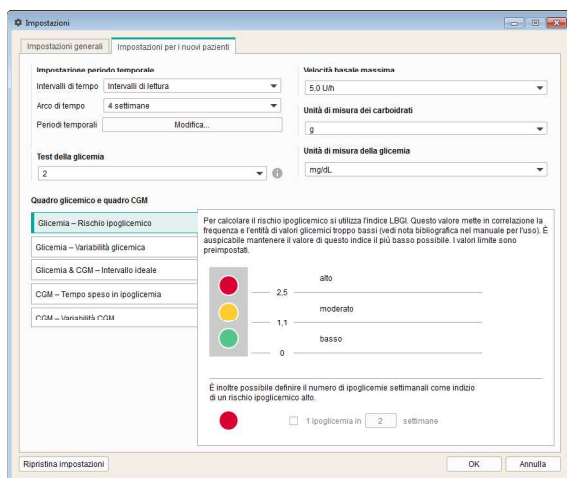 Impostazioni
Impostazioni generali
Impostazioni per i nuovi pazienti
Impostazione periodo temporale
Intervalli di tempo
Intervalli di lettura
Arco di tempo
4 settimane
Periodi temporali
Modifica...
Test della glicemia
2
Velocità basale massima
5,0 U/h
Unità di misura dei carboidrati
g
Unità di misura della glicemia
mg/dL
Quadro glicemico e quadro CGM
Glicemia – Rischio ipoglicemico
Glicemia – Variabilità glicemica
Glicemia & CGM – Intervallo ideale
CGM – Tempo speso in ipoglicemia
CGM – Variabilità CGM
Per calcolare il rischio ipoglicemico si utilizza l'indice LBGI. Questo valore mette in correlazione la
frequenza e l'entità di valori glicemici troppo bassi (vedi nota bibliografica nel manuale per l'uso). È
auspicabile mantenere il valore di questo indice il più basso possibile. I valori limite sono
preimpostati.
alto
2,5
moderato
1,1
basso
0
È inoltre possibile definire il numero di ipoglicemie settimanali come indizio
di un rischio ipoglicemico alto.
1 ipoglicemia in 2 settimane
Ripristina impostazioni
OK
Annulla